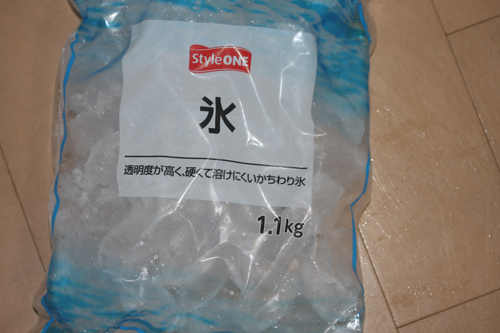 StyleONE
氷
透明度が高く、硬くて溶けにくいかちわり氷
1.1kg